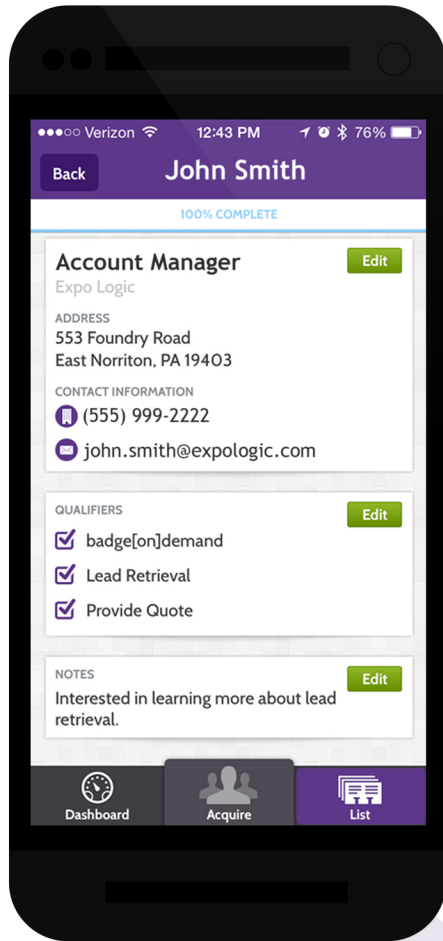 Verizon 12:43 PM 76%
Back John Smith
100% COMPLETE
Account Manager Edit
Expo Logic
ADDRESS
553 Foundry Road
East Norriton, PA 19403
CONTACT INFORMATION
(555) 999-2222
john.smith@expologic.com
QUALIFIERS Edit
badge[on]demand
Lead Retrieval
Provide Quote
NOTES Edit
Interested in learning more about lead
retrieval.
Dashboard Acquire List